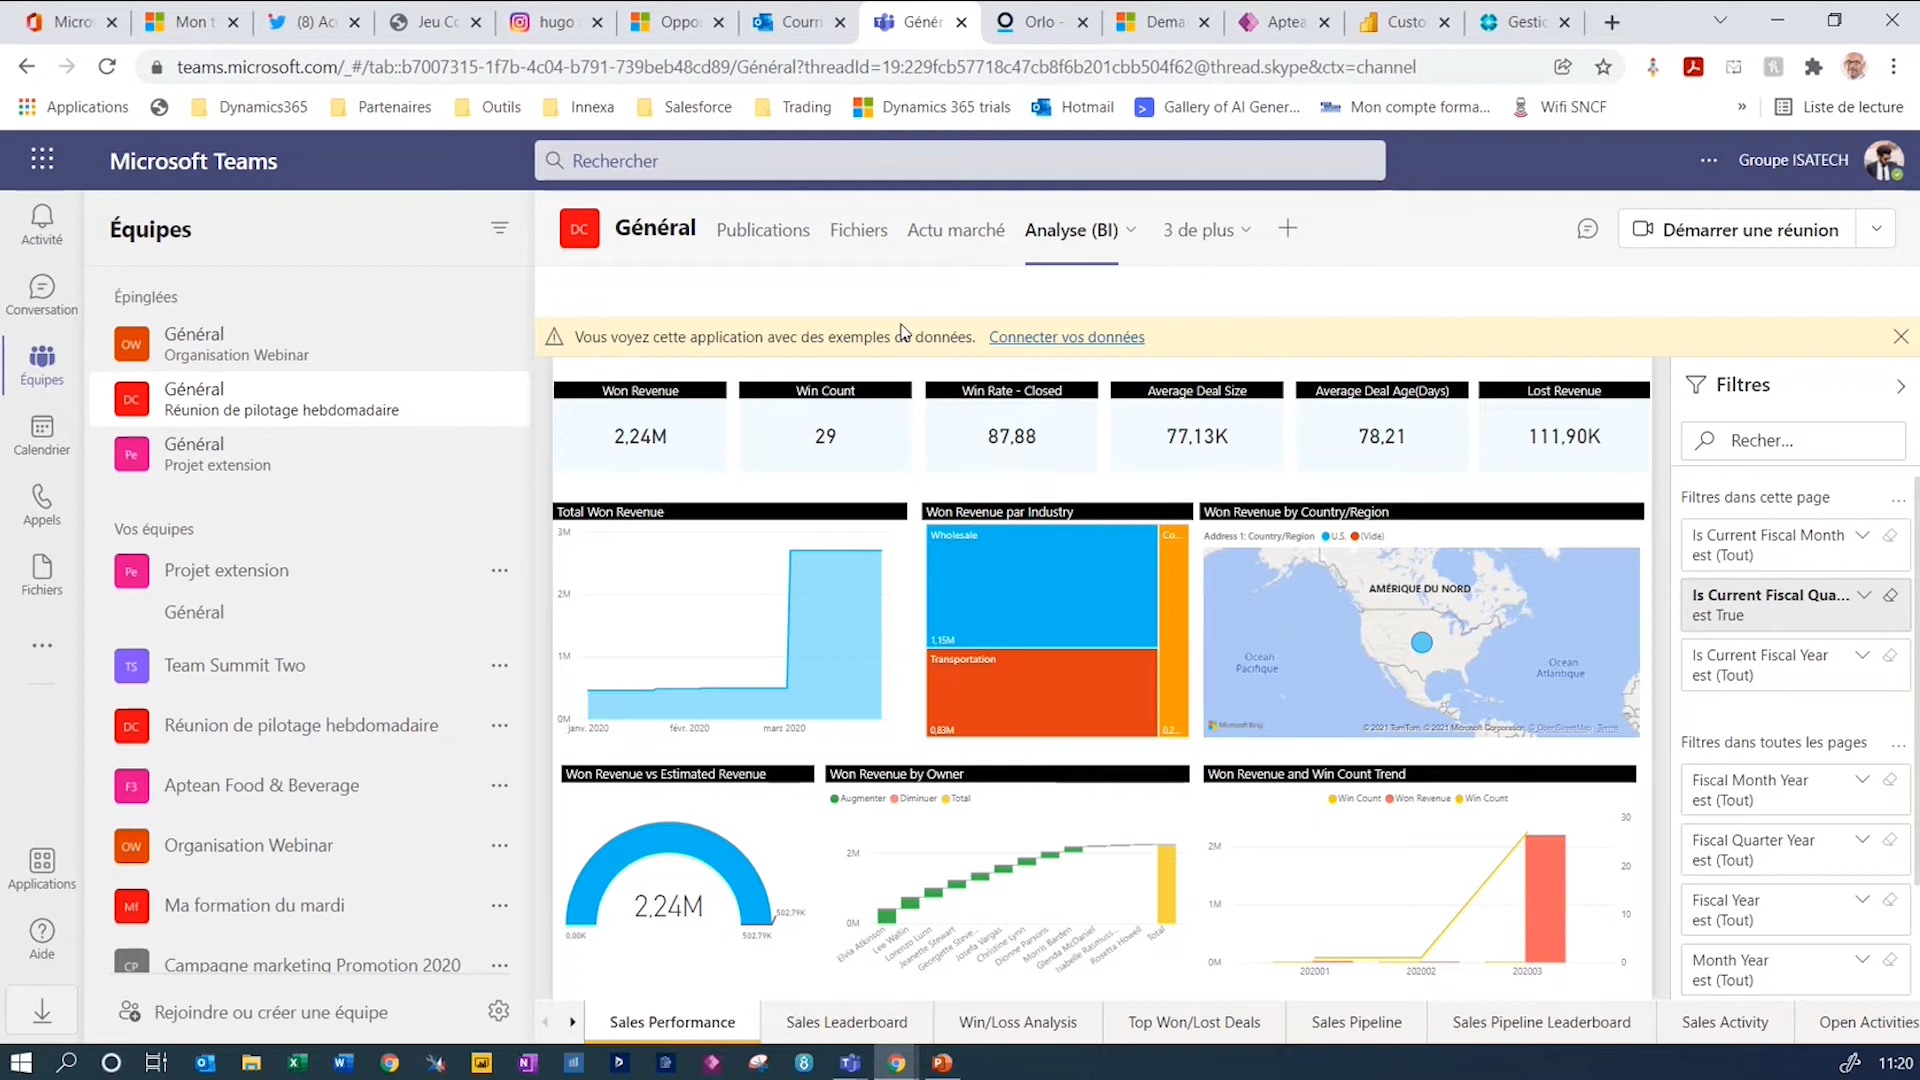 Micros
Mon t
(8) Acc
Jeu Co
hugo
Oppo
Courri
Génér
Orlo -
Dema
Aptea
Custo
Gestic
teams.microsoft.com/_#/tab::b7007315-1f7b-4c04-b791-739beb48cd89/Général?threadId=19:229fcb57718c47cb8f6b201cbb504f62@thread.skype&ctx=channel
Applications
Dynamics365
Partenaires
Outils
Innexa
Salesforce
Trading
Dynamics 365 trials
Hotmail
Gallery of AI Gener...
Mon compte forma...
Wifi SNCF
»
Liste de lecture
Microsoft Teams
Rechercher
Groupe ISATECH
Activité
Conversation
Équipes
Calendrier
Appels
Fichiers
Applications
Aide
Équipes
Épinglées
OW
Général
Organisation Webinar
DC
Général
Réunion de pilotage hebdomadaire
Pe
Général
Projet extension
Vos équipes
Pe
Projet extension
Général
TS
Team Summit Two
DC
Réunion de pilotage hebdomadaire
F3
Aptean Food & Beverage
OW
Organisation Webinar
Mf
Ma formation du mardi
CP
Campagne marketing Promotion 2020
Rejoindre ou créer une équipe
DC
Général
Publications
Fichiers
Actu marché
Analyse (BI)
3 de plus
Démarrer une réunion
Vous voyez cette application avec des exemples de données.
Connecter vos données
Won Revenue
2,24M
Win Count
29
Win Rate - Closed
87,88
Average Deal Size
77,13K
Average Deal Age(Days)
78,21
Lost Revenue
111,90K
Total Won Revenue
3M
2M
1M
0M
janv. 2020
févr. 2020
mars 2020
Won Revenue par Industry
Wholesale
1,15M
Transportation
0,83M
Co...
0,2...
Won Revenue by Country/Region
Address 1: Country/Region
U.S.
(Vide)
AMÉRIQUE DU NORD
Océan
Pacifique
Océan
Atlantique
Microsoft Bing
© 2021 TomTom, © 2021 Microsoft Corporation, © OpenStreetMap Terms
Won Revenue vs Estimated Revenue
2,24M
0,00K
502,79K
502,79K
Won Revenue by Owner
Augmenter
Diminuer
Total
2M
0M
Elvia Atkinson
Lee Wallin
Lorenzo Lunn
Jeanette Stewart
Georgette Steve...
Josefa Vargas
Christine Lynn
Dione Parsons
Morris Barden
Glenda McDaniel
Isabelle Rasmuss...
Rosetta Howell
Total
Won Revenue and Win Count Trend
Win Count
Won Revenue
Win Count
2M
1M
0M
30
20
10
0
202001
202002
202003
Filtres
Recher...
Filtres dans cette page
Is Current Fiscal Month
est (Tout)
Is Current Fiscal Qua...
est True
Is Current Fiscal Year
est (Tout)
Filtres dans toutes les pages
Fiscal Month Year
est (Tout)
Fiscal Quarter Year
est (Tout)
Fiscal Year
est (Tout)
Month Year
est (Tout)
Sales Performance
Sales Leaderboard
Win/Loss Analysis
Top Won/Lost Deals
Sales Pipeline
Sales Pipeline Leaderboard
Sales Activity
Open Activities
11:20